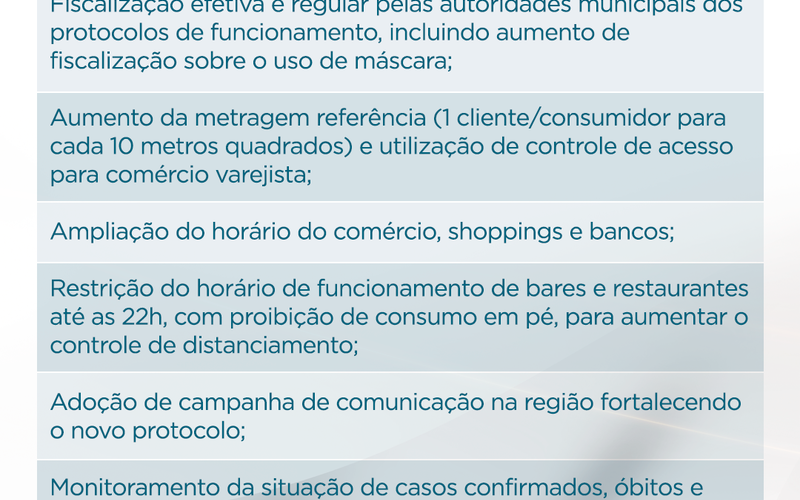 Fiscalização efetiva e regular pelas autoridades municipais dos
protocolos de funcionamento, incluindo aumento de
fiscalização sobre o uso de máscara;
Aumento da metragem referência (1 cliente/consumidor para
cada 10 metros quadrados) e utilização de controle de acesso
para comércio varejista;
Ampliação do horário do comércio, shoppings e bancos;
Restrição do horário de funcionamento de bares e restaurantes
até as 22h, com proibição de consumo em pé, para aumentar o
controle de distanciamento;
Adoção de campanha de comunicação na região fortalecendo
o novo protocolo;
Monitoramento da situação de casos confirmados, óbitos e